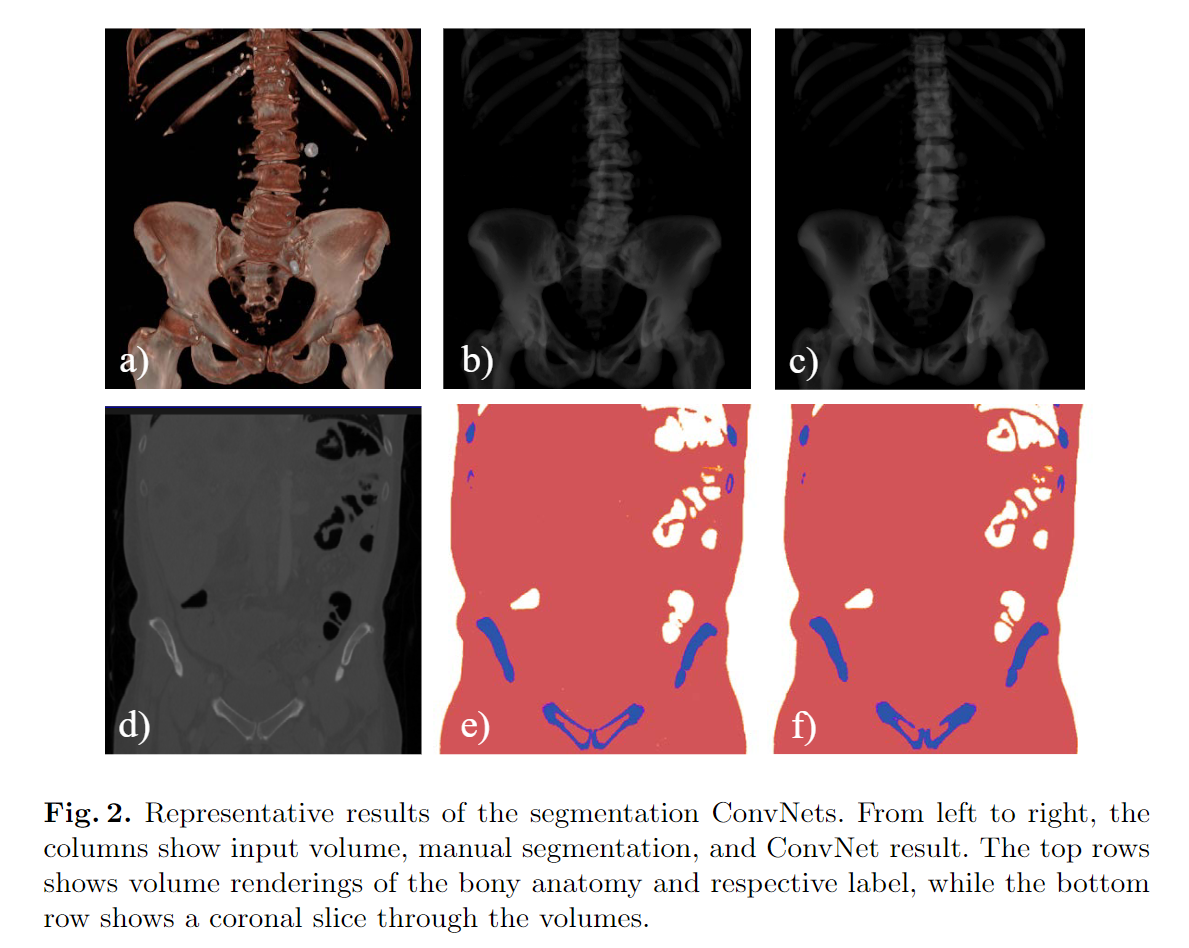 a)
b)
c)
d)
e)
f)
Fig. 2. Representative results of the segmentation ConvNets. From left to right, the
columns show input volume, manual segmentation, and ConvNet result. The top rows
shows volume renderings of the bony anatomy and respective label, while the bottom
row shows a coronal slice through the volumes.